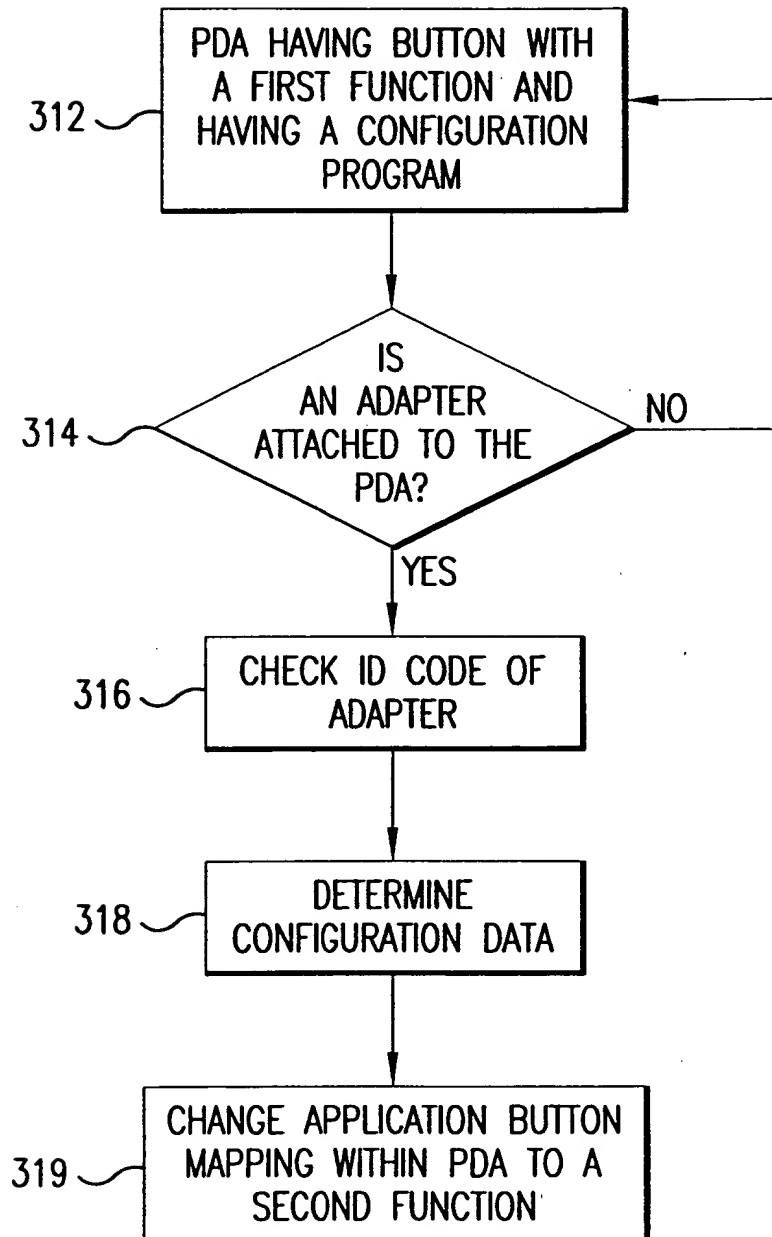 PDA HAVING BUTTON WITH
A FIRST FUNCTION AND
HAVING A CONFIGURATION
PROGRAM
312
IS
AN ADAPTER
ATTACHED TO THE
PDA?
314
NO
YES
CHECK ID CODE OF
ADAPTER
316
DETERMINE
CONFIGURATION DATA
318
CHANGE APPLICATION BUTTON
MAPPING WITHIN PDA TO A
SECOND FUNCTION
319